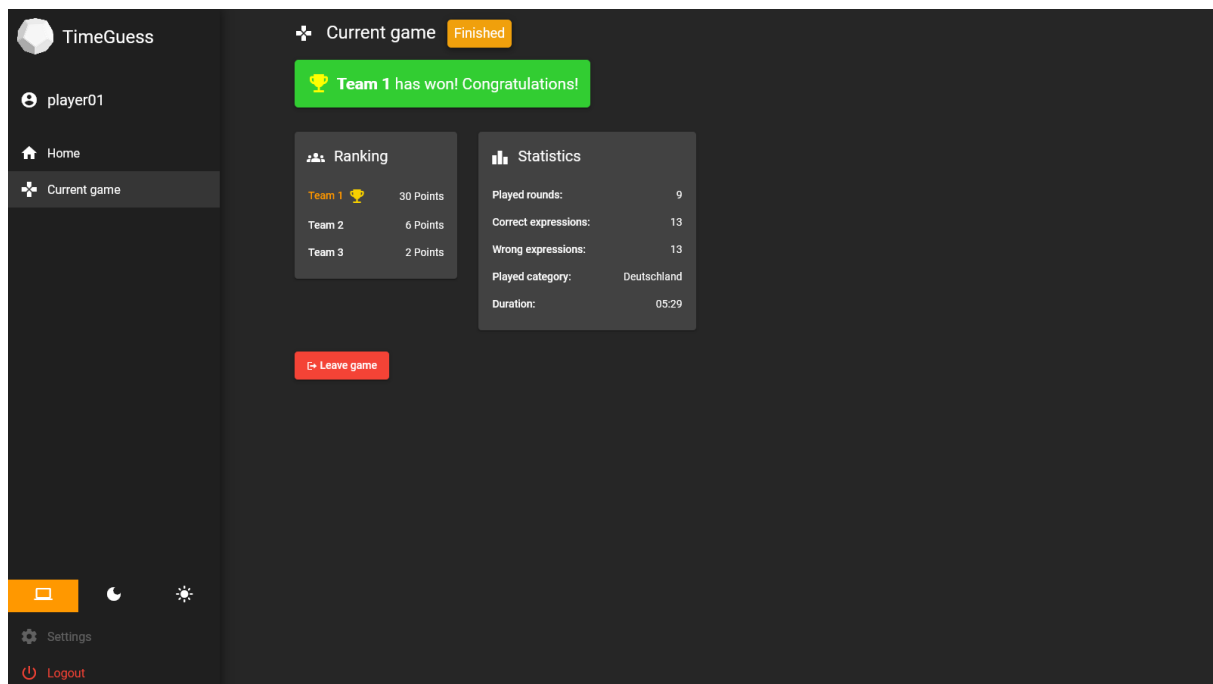 TimeGuess
player01
Home
Current game
Settings
Logout
Current game Finished
Team 1 has won! Congratulations!
Ranking
Team 1 30 Points
Team 2 6 Points
Team 3 2 Points
Statistics
Played rounds: 9
Correct expressions: 13
Wrong expressions: 13
Played category: Deutschland
Duration: 05:29
Leave game